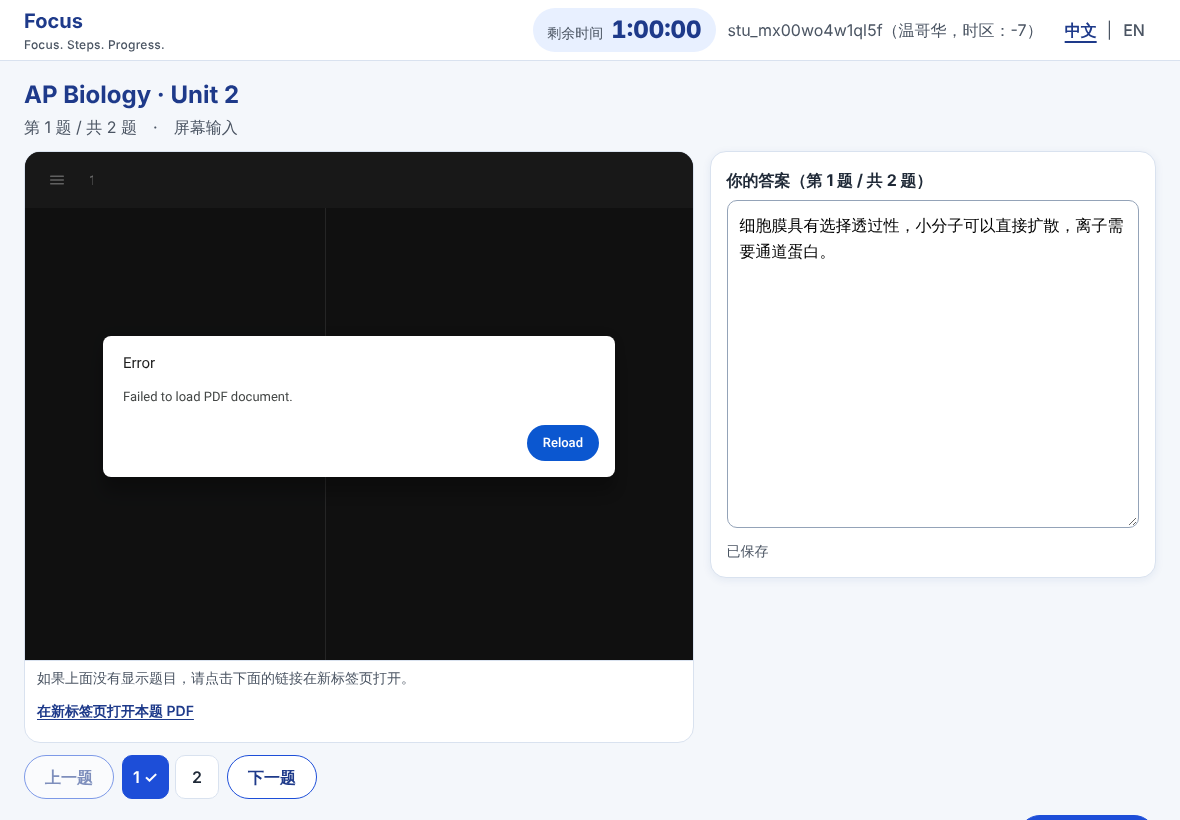 Focus
Focus. Steps. Progress.
剩余时间 1:00:00
stu_mx00wo4w1ql5f（温哥华，时区：-7）
中文 | EN
AP Biology · Unit 2
第 1 题 / 共 2 题 · 屏幕输入
Error
Failed to load PDF document.
Reload
如果上面没有显示题目，请点击下面的链接在新标签页打开。
在新标签页打开本题 PDF
你的答案（第 1 题 / 共 2 题）
细胞膜具有选择透过性，小分子可以直接扩散，离子需
要通道蛋白。
已保存
上一题 1 ✓ 2 下一题